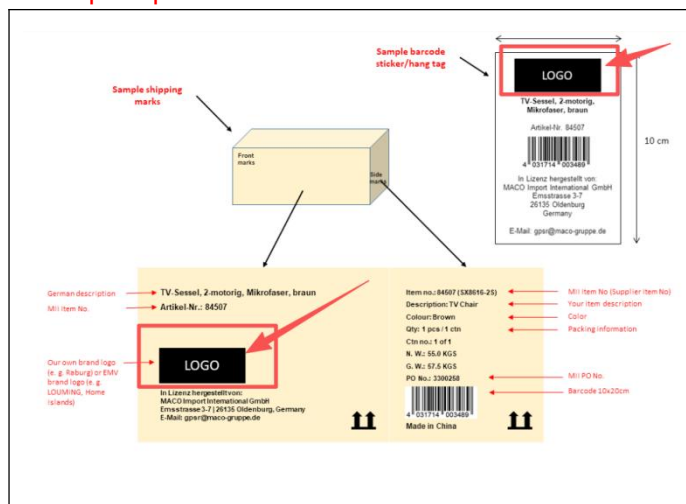 Sample barcode
sticker/hang tag
LOGO
TV-Sessel, 2-motorig,
Mikrofaser, braun
Artikel-Nr. 84507
4 031714 003489
In Lizenz hergestellt von:
MACO Import International GmbH
Emsstrasse 3-7
26135 Oldenburg
Germany
E-Mail: gpsr@maco-gruppe.de
10 cm
Sample shipping
marks
Front
marks
Side
marks
German description
TV-Sessel, 2-motorig, Mikrofaser, braun
MII Item No.
Artikel-Nr.: 84507
Our own brand logo
(e. g. Raburg) or EMV
brand logo (e. g.
LOUMING, Home
Islands)
LOGO
In Lizenz hergestellt von:
MACO Import International GmbH
Emsstrasse 3-7 | 26135 Oldenburg, Germany
E-Mail: gpsr@maco-gruppe.de
Item no.: 84507 (SX8616-2S)
Description: TV Chair
Colour: Brown
Qty: 1 pcs / 1 ctn
Ctn no.: 1 of 1
N. W.: 55.0 KGS
G. W.: 57.5 KGS
PO No.: 3300258
4 031714 003489
Made in China
MII Item No (Supplier Item No)
Your item description
Color
Packing information
MII PO No.
Barcode 10x20cm